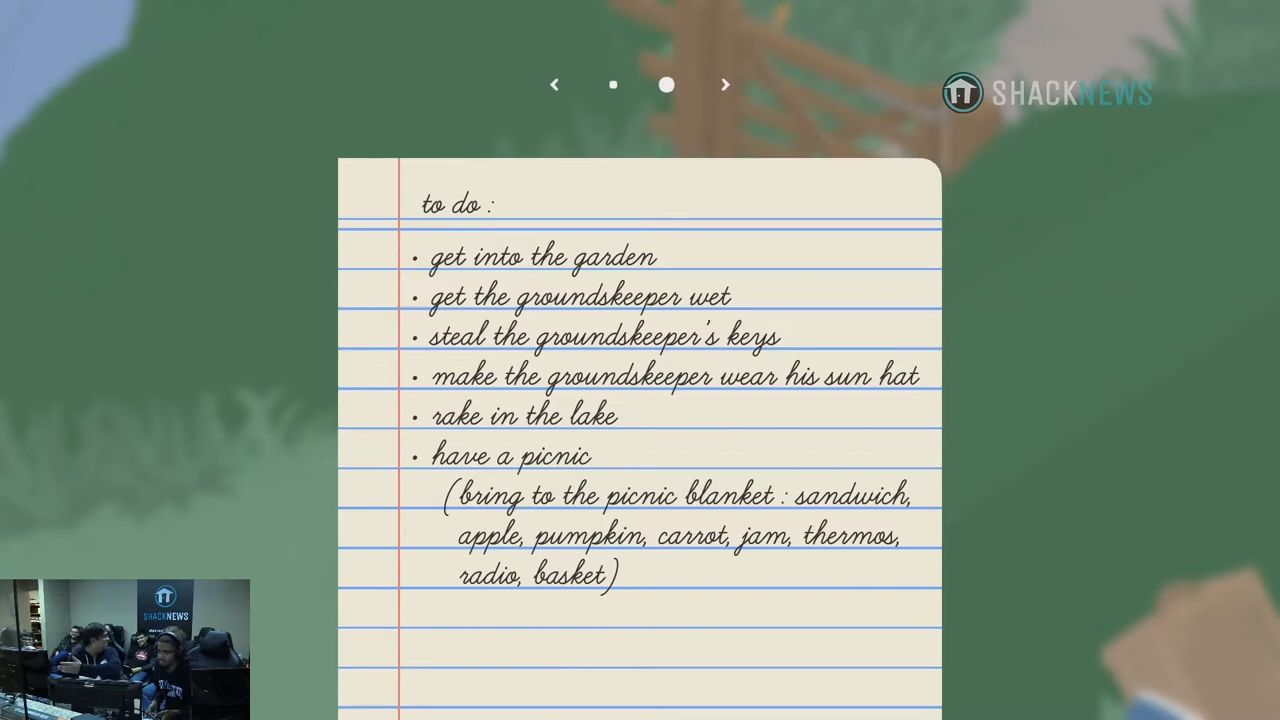 SHACKNEWS
to do :
• get into the garden
• get the groundskeeper wet
• steal the groundskeeper's keys
• make the groundskeeper wear his sun hat
• rake in the lake
• have a picnic
(bring to the picnic blanket : sandwich,
apple, pumpkin, carrot, jam, thermos,
radio, basket)
SHACKNEWS